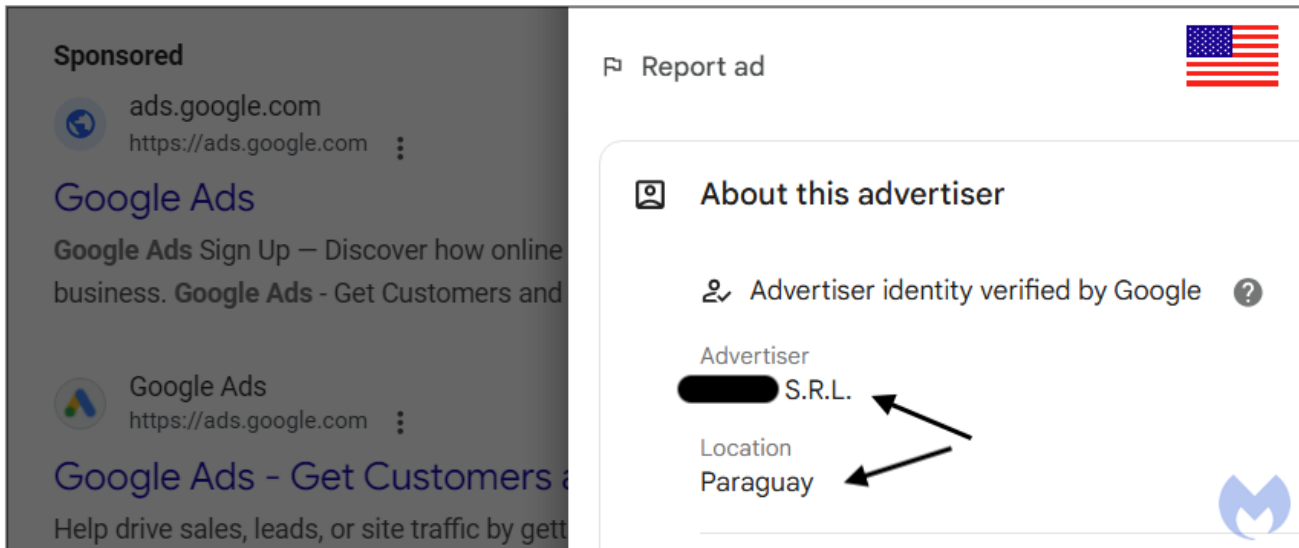 Sponsored
ads.google.com
https://ads.google.com
Google Ads
Google Ads Sign Up — Discover how online
business. Google Ads - Get Customers and
Google Ads
https://ads.google.com
Google Ads - Get Customers a
Help drive sales, leads, or site traffic by gett
Report ad
About this advertiser
Advertiser identity verified by Google ?
Advertiser
S.R.L.
Location
Paraguay